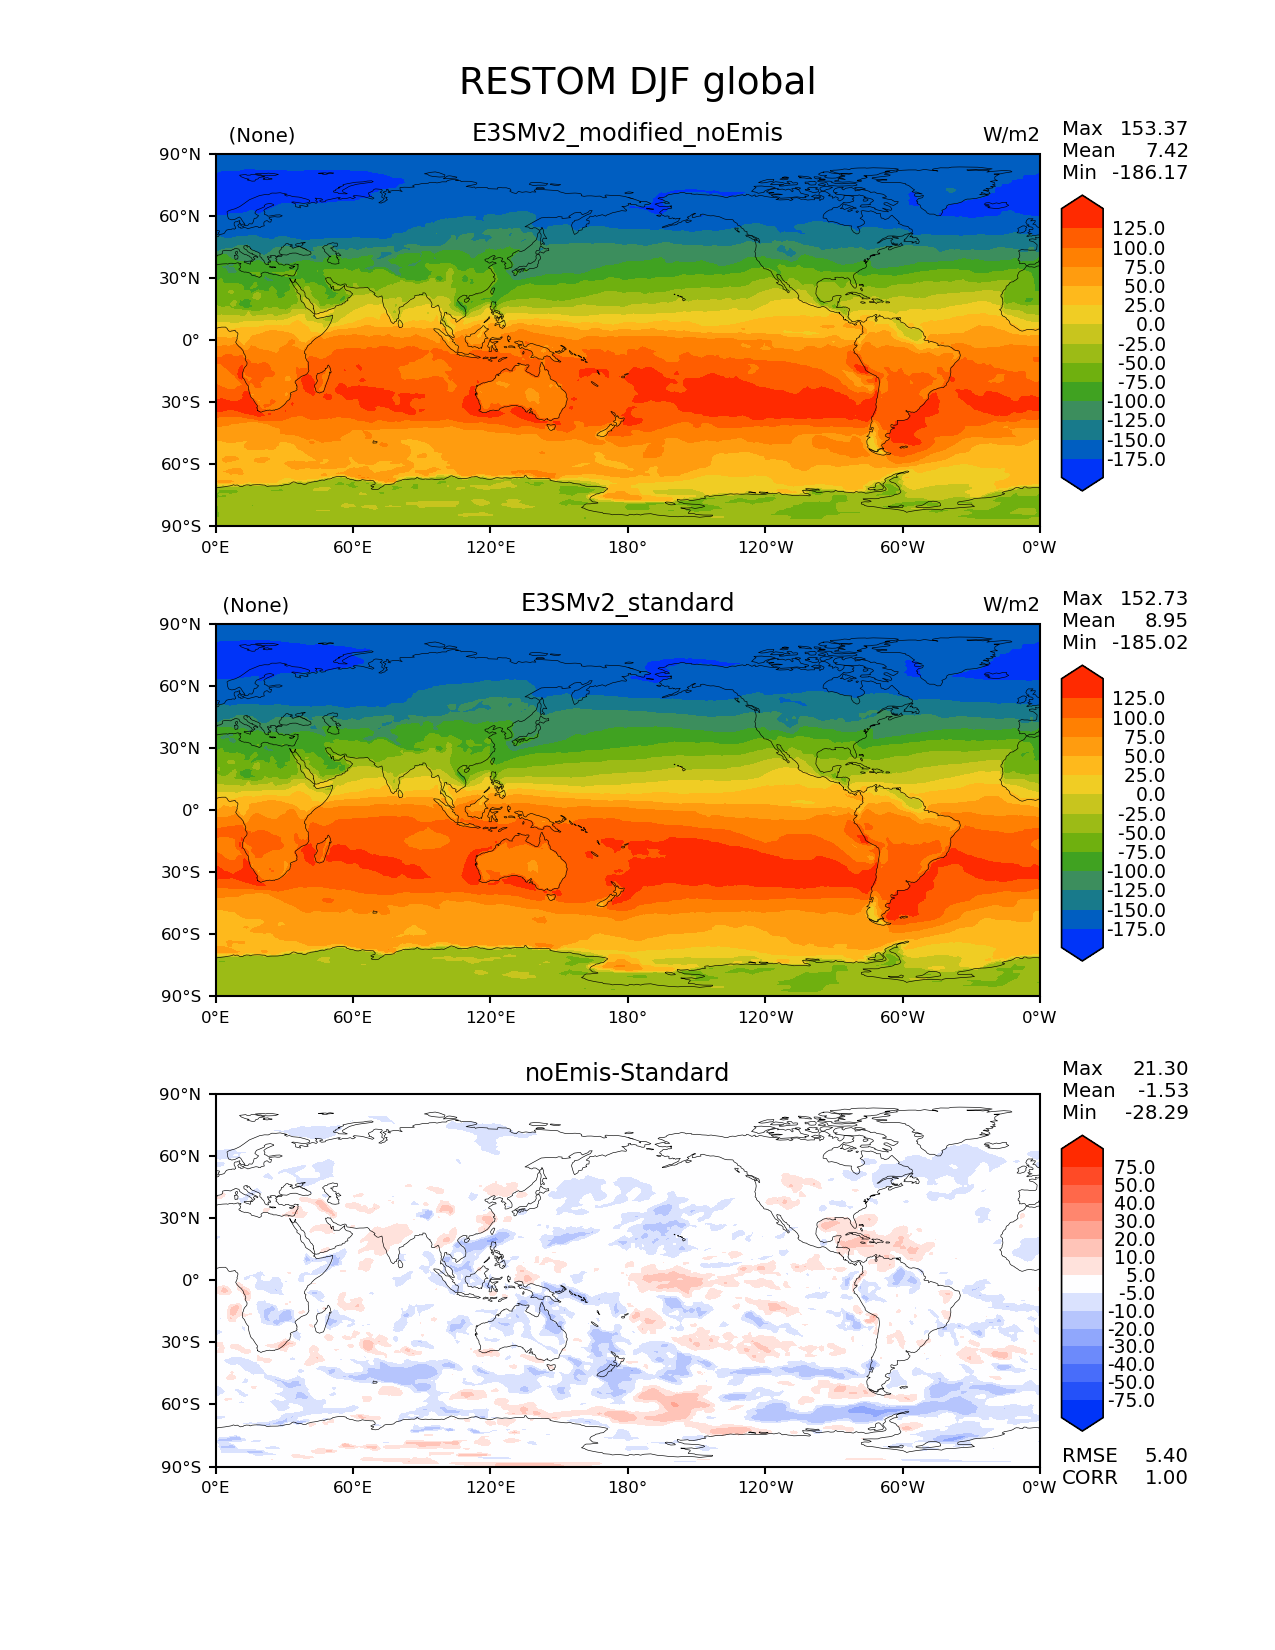 RESTOM DJF global
(None) E3SMv2_modified_noEmis W/m2
Max 153.37
Mean 7.42
Min -186.17
90°N
60°N
30°N
0°
30°S
60°S
90°S
0°E 60°E 120°E 180° 120°W 60°W 0°W
125.0
100.0
75.0
50.0
25.0
0.0
-25.0
-50.0
-75.0
-100.0
-125.0
-150.0
-175.0
(None) E3SMv2_standard W/m2
Max 152.73
Mean 8.95
Min -185.02
90°N
60°N
30°N
0°
30°S
60°S
90°S
0°E 60°E 120°E 180° 120°W 60°W 0°W
125.0
100.0
75.0
50.0
25.0
0.0
-25.0
-50.0
-75.0
-100.0
-125.0
-150.0
-175.0
noEmis-Standard
Max 21.30
Mean -1.53
Min -28.29
90°N
60°N
30°N
0°
30°S
60°S
90°S
0°E 60°E 120°E 180° 120°W 60°W 0°W
75.0
50.0
40.0
30.0
20.0
10.0
5.0
-5.0
-10.0
-20.0
-30.0
-40.0
-50.0
-75.0
RMSE 5.40
CORR 1.00